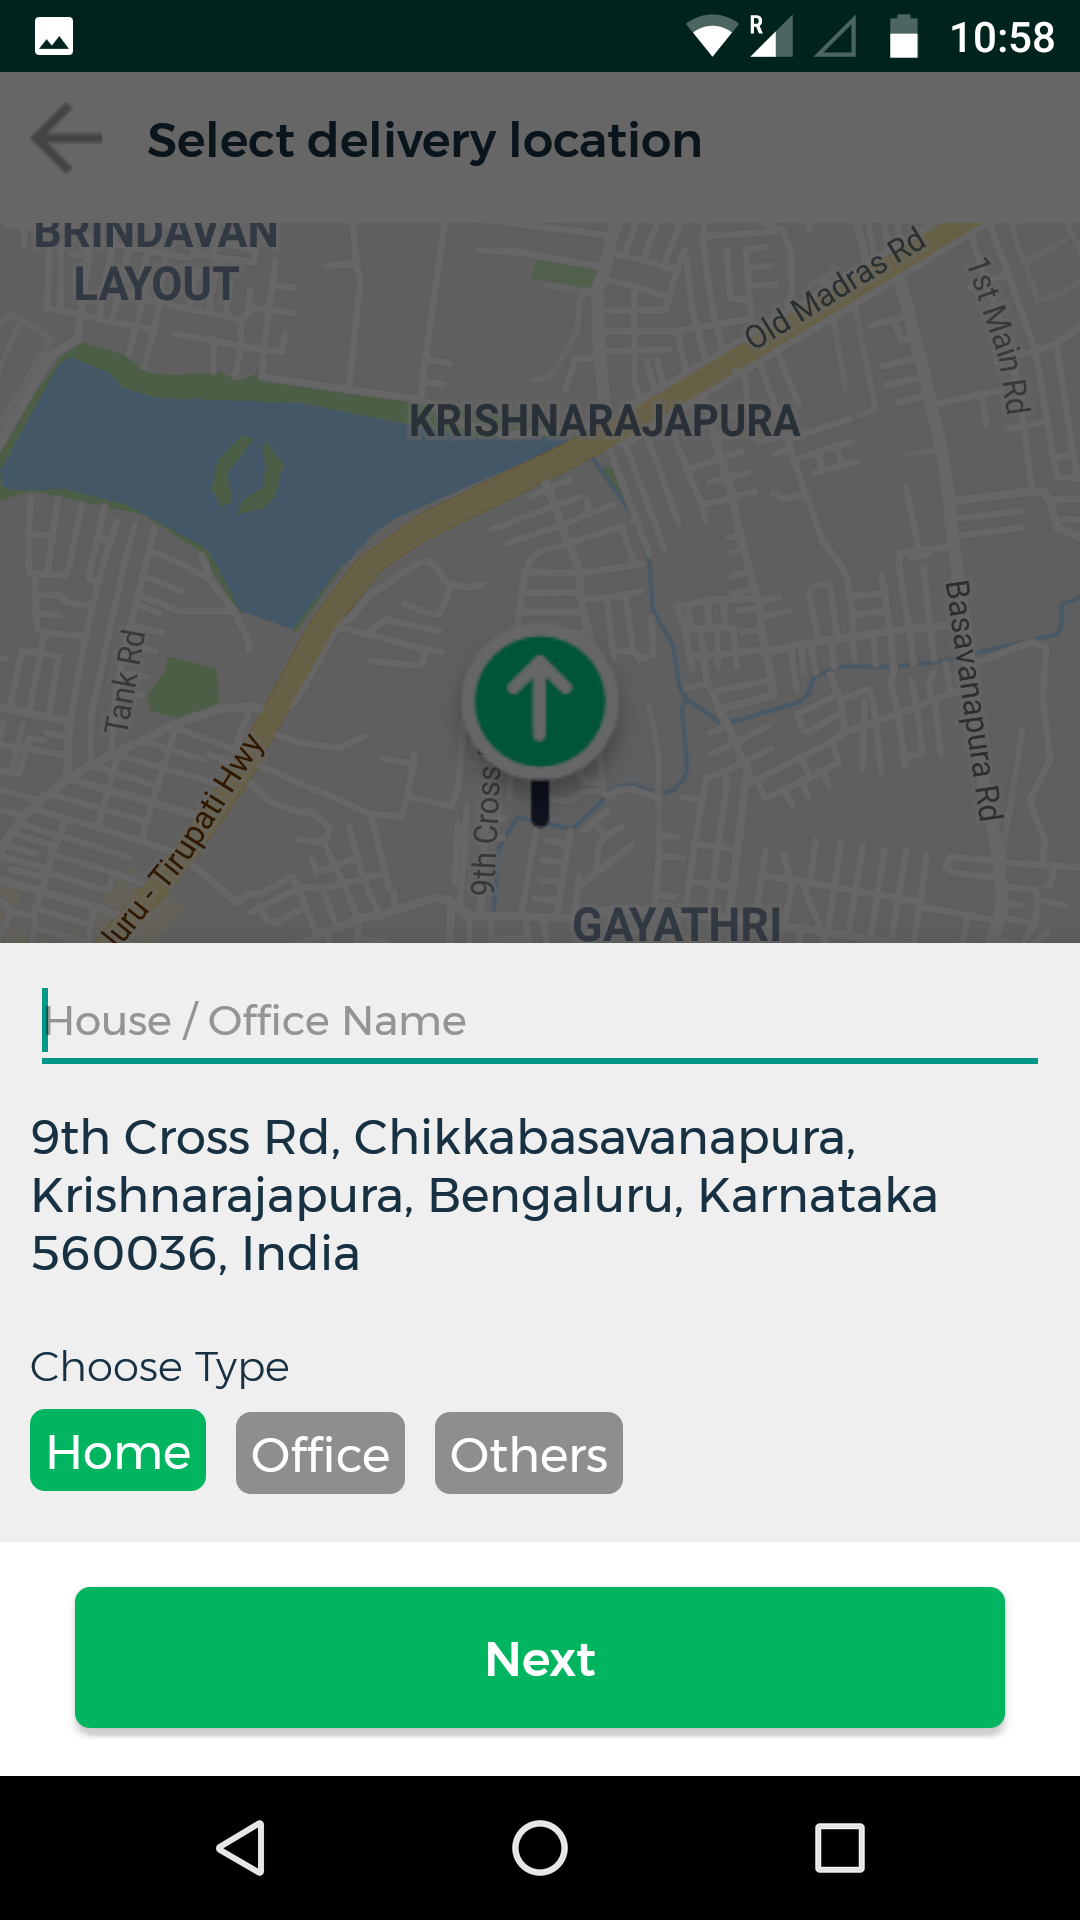 R
10:58
Select delivery location
BRINDAVAN
LAYOUT
Old Madras Rd
1st Main Rd
KRISHNARAJAPURA
Tank Rd
Basavanapura Rd
luru - Tirupati Hwy
9th Cross
GAYATHRI
House / Office Name
9th Cross Rd, Chikkabasavanapura,
Krishnarajapura, Bengaluru, Karnataka
560036, India
Choose Type
Home
Office
Others
Next